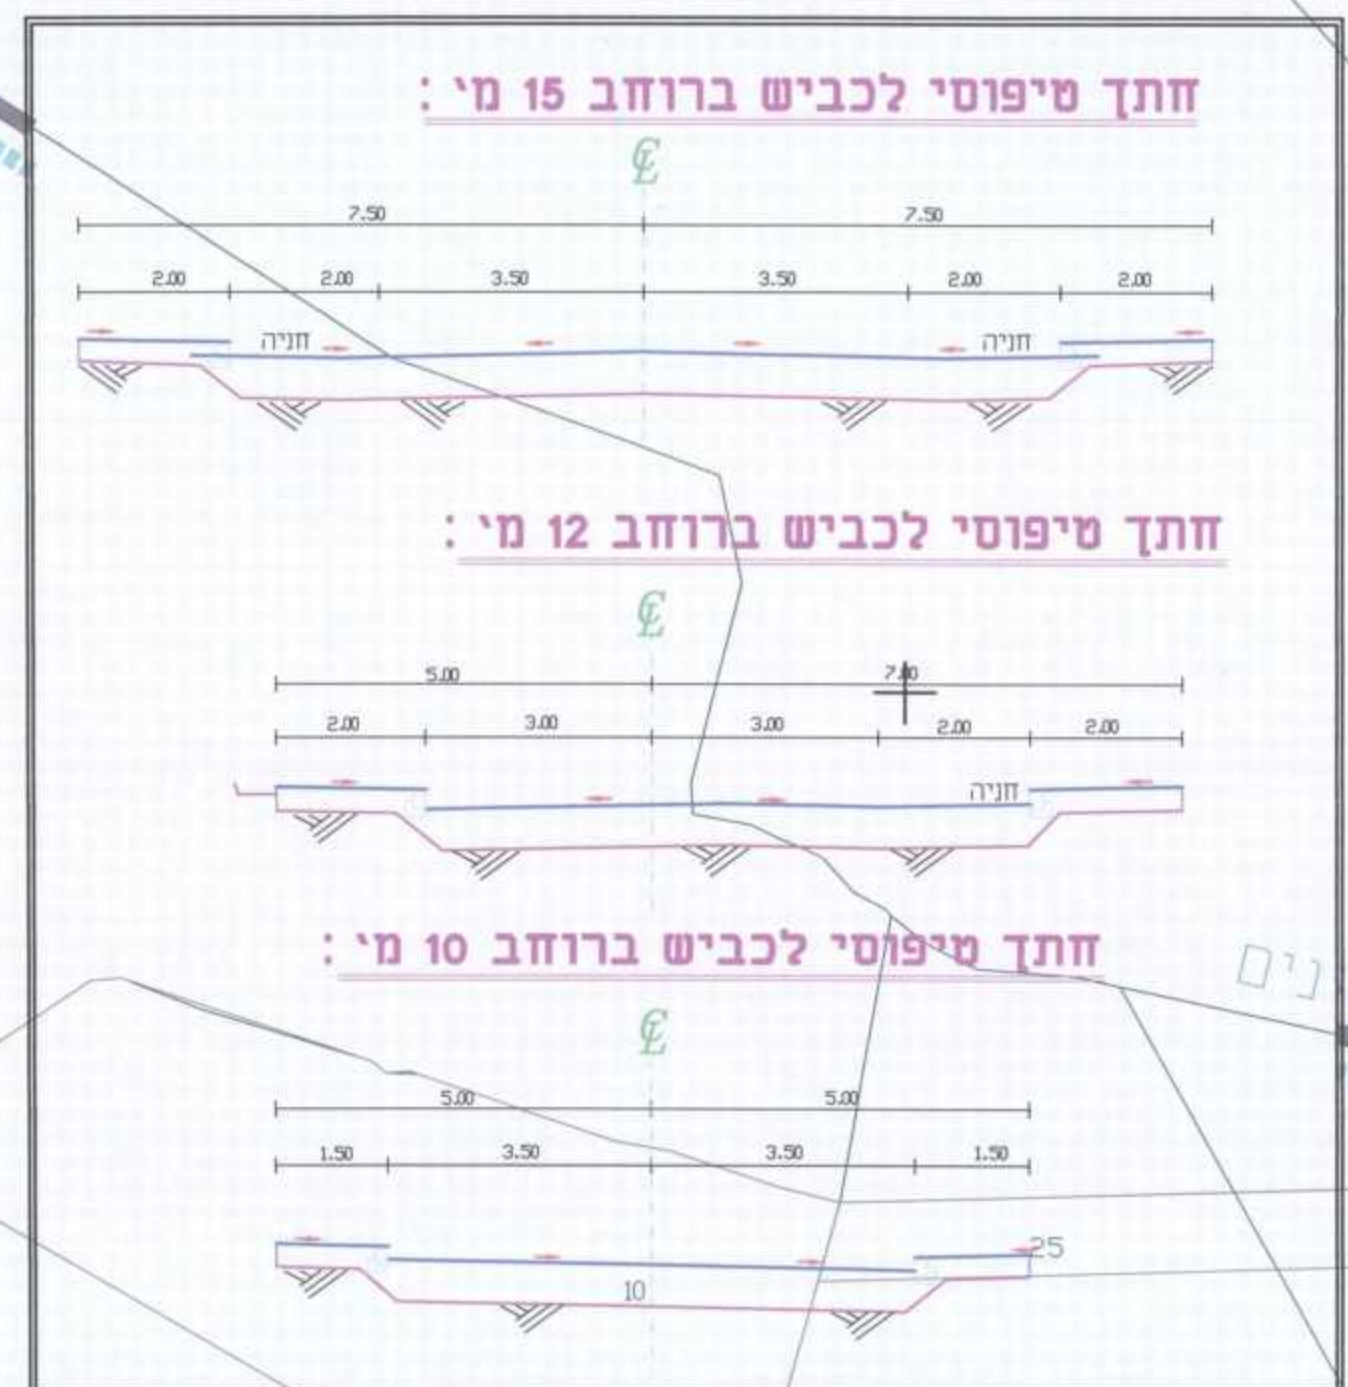 חתך טיפוסי לכביש ברוחב 15 מ' :
℄
7.50 7.50
2.00 2.00 3.50 3.50 2.00 2.00
חניה חניה
חתך טיפוסי לכביש ברוחב 12 מ' :
℄
5.00 7.00
2.00 3.00 3.00 2.00 2.00
חניה
חתך טיפוסי לכביש ברוחב 10 מ' :
נים
℄
5.00 5.00
1.50 3.50 3.50 1.50
25
10